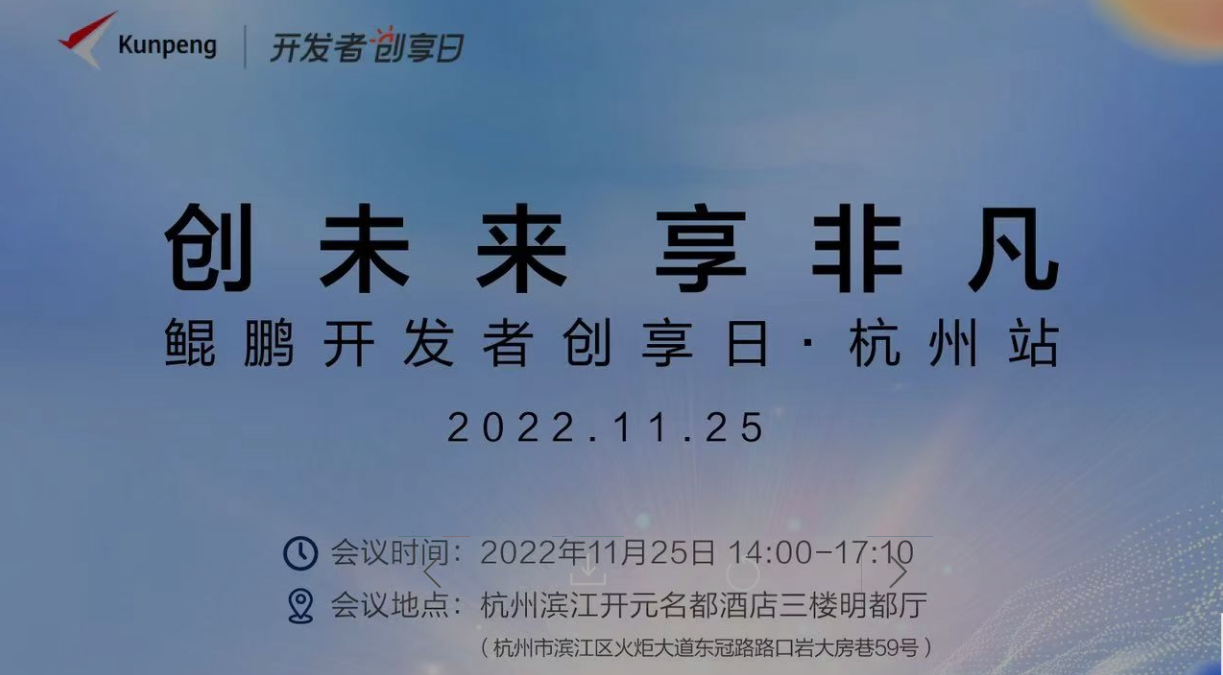 Kunpeng 开发者创享日
创未来 享非凡
鲲鹏开发者创享日·杭州站
2022.11.25
会议时间：2022年11月25日 14:00-17:10
会议地点：杭州滨江开元名都酒店三楼明都厅
（杭州市滨江区火炬大道东冠路路口岩大房巷59号）